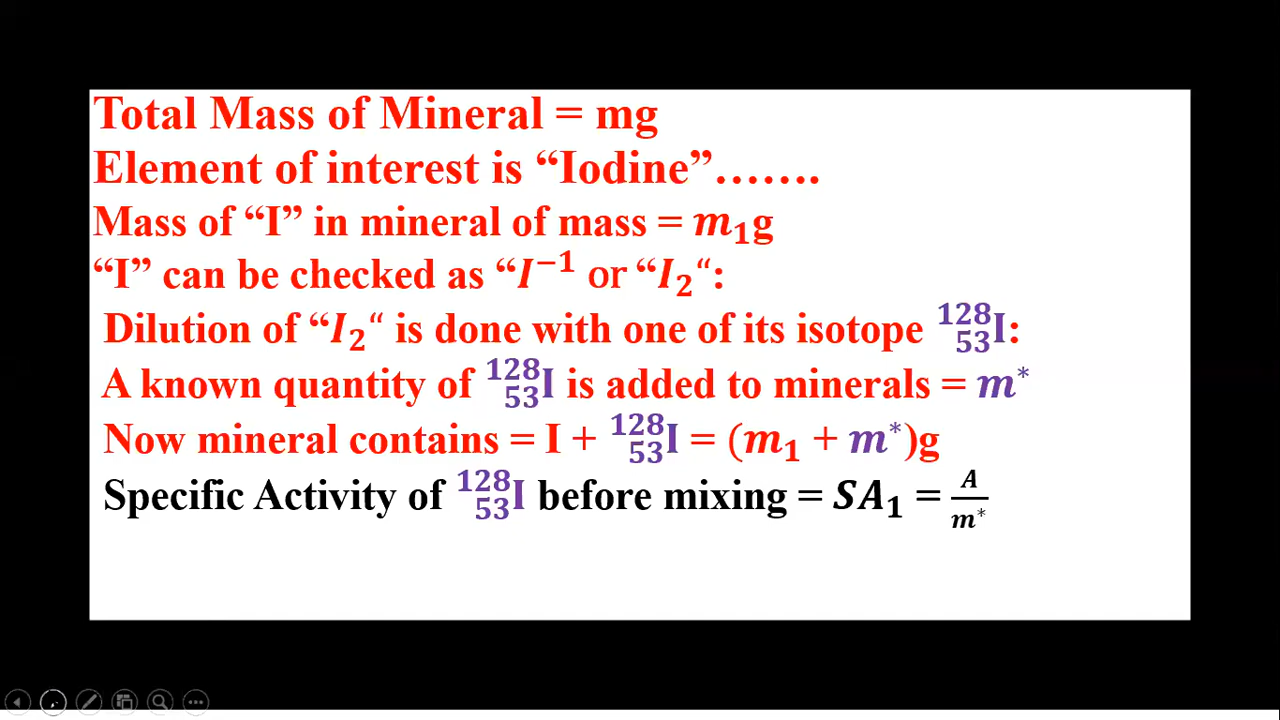 Total Mass of Mineral = mg
Element of interest is “Iodine”…….
Mass of “I” in mineral of mass = m₁g
“I” can be checked as “I⁻¹ or “I₂“:
Dilution of “I₂“ is done with one of its isotope ¹²⁸₅₃I:
A known quantity of ¹²⁸₅₃I is added to minerals = m*
Now mineral contains = I + ¹²⁸₅₃I = (m₁ + m*)g
Specific Activity of ¹²⁸₅₃I before mixing = SA₁ = A/m*